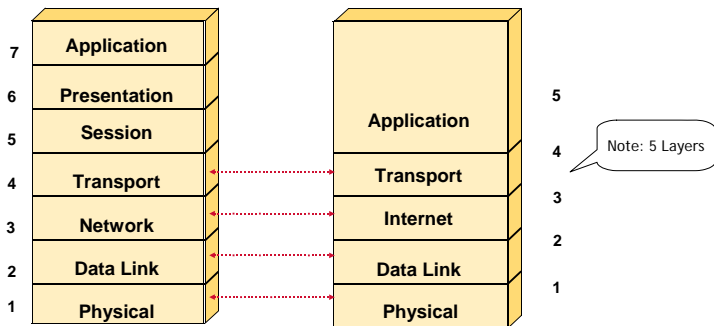 7
Application
6
Presentation
5
Session
4
Transport
3
Network
2
Data Link
1
Physical
Application
5
Transport
4
Internet
3
Data Link
2
Physical
1
Note: 5 Layers